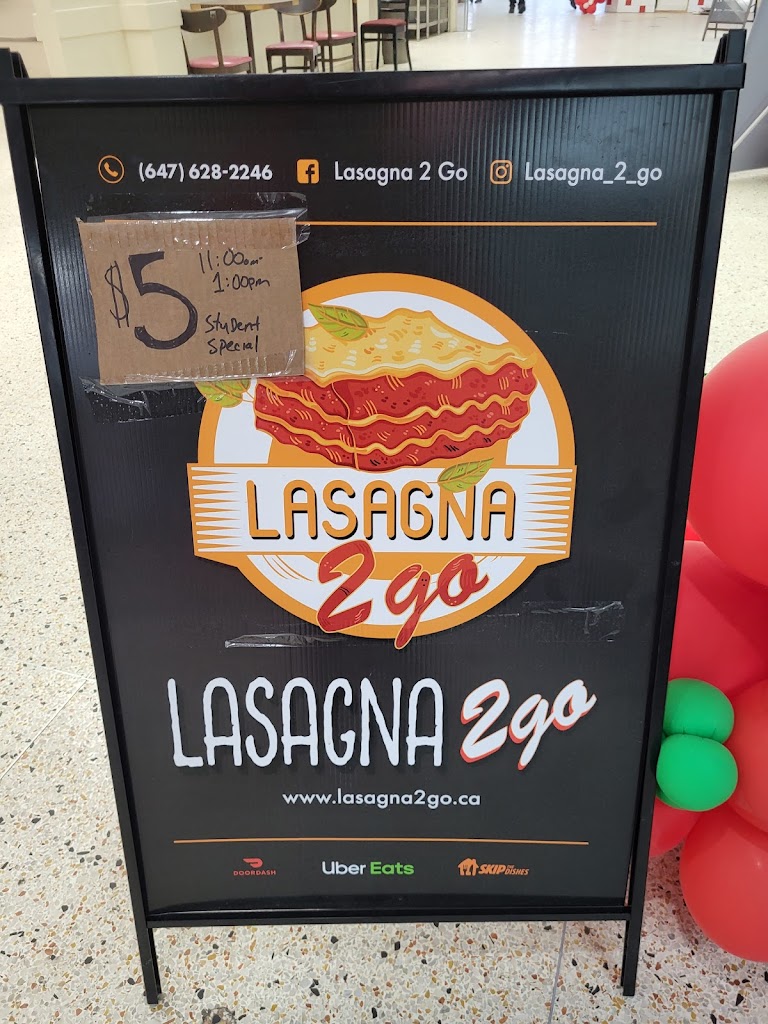 (647) 628-2246 Lasagna 2 Go Lasagna_2_go
$5 11:00am
1:00pm
Student
Special
LASAGNA
2go
LASAGNA 2go
www.lasagna2go.ca
DOORDASH Uber Eats SKIP THE DISHES